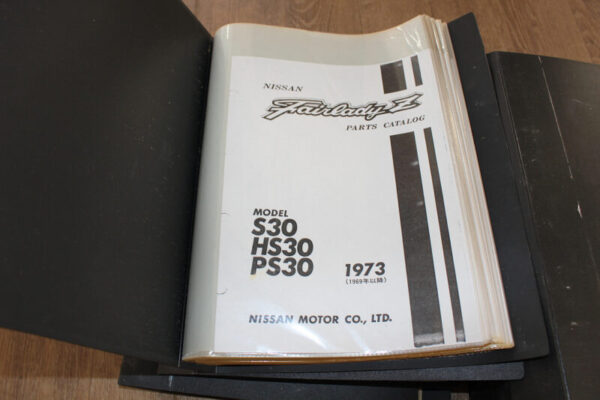 NISSAN
Fairlady Z
PARTS CATALOG
MODEL
S30
HS30
PS30
1973
(1969年以降)
NISSAN MOTOR CO., LTD.